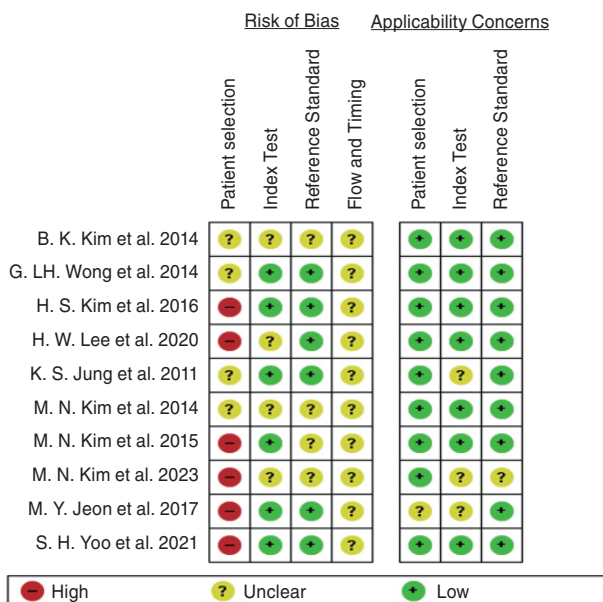 Risk of Bias Applicability Concerns
Patient selection
Index Test
Reference Standard
Flow and Timing
Patient selection
Index Test
Reference Standard
B. K. Kim et al. 2014 ? ? ? ? + + +
G. LH. Wong et al. 2014 ? + + ? + + +
H. S. Kim et al. 2016 – + + ? + + +
H. W. Lee et al. 2020 – ? + ? + + +
K. S. Jung et al. 2011 ? + + ? + ? +
M. N. Kim et al. 2014 ? ? ? ? + + +
M. N. Kim et al. 2015 – + ? ? + + +
M. N. Kim et al. 2023 – ? ? ? + ? ?
M. Y. Jeon et al. 2017 – + + ? ? ? +
S. H. Yoo et al. 2021 – + + ? + + +
– High ? Unclear + Low